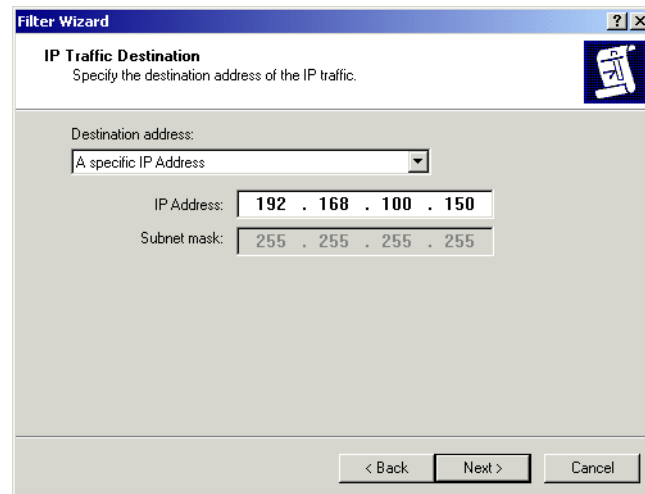 Filter Wizard
IP Traffic Destination
Specify the destination address of the IP traffic.
Destination address:
A specific IP Address
IP Address: 192 . 168 . 100 . 150
Subnet mask: 255 . 255 . 255 . 255
< Back Next > Cancel